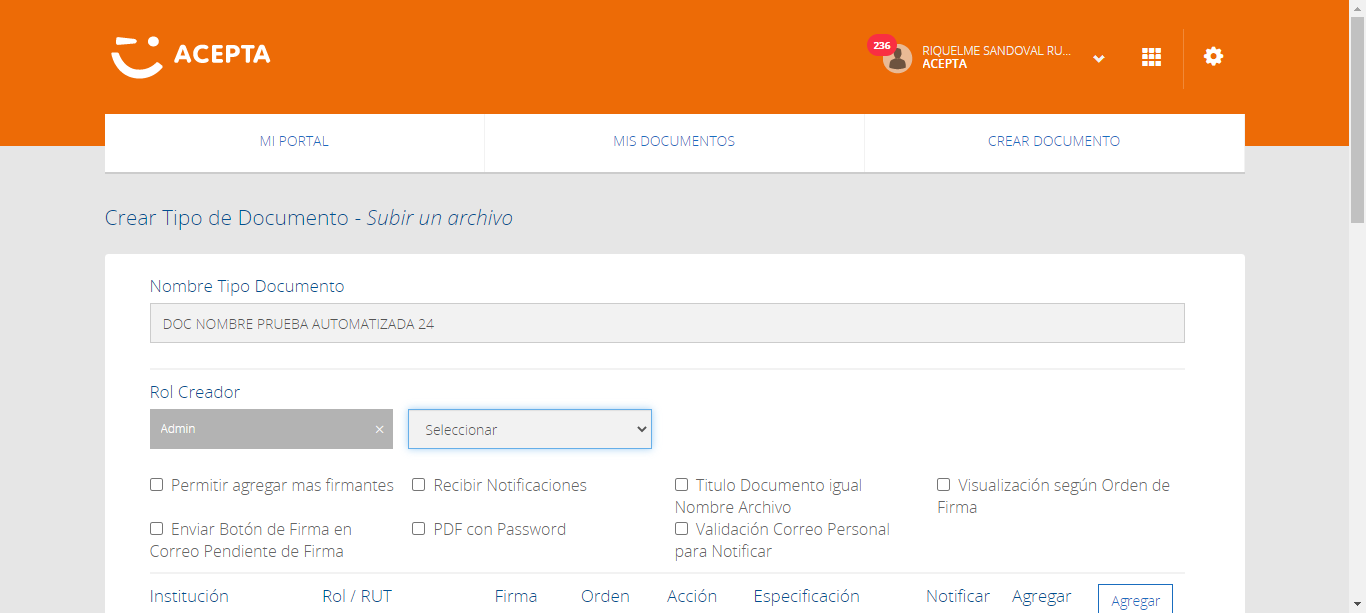 ACEPTA
236
RIQUELME SANDOVAL RU...
ACEPTA
MI PORTAL
MIS DOCUMENTOS
CREAR DOCUMENTO
Crear Tipo de Documento - Subir un archivo
Nombre Tipo Documento
DOC NOMBRE PRUEBA AUTOMATIZADA 24
Rol Creador
Admin ×
Seleccionar
Permitir agregar mas firmantes
Recibir Notificaciones
Titulo Documento igual
Nombre Archivo
Visualización según Orden de
Firma
Enviar Botón de Firma en
Correo Pendiente de Firma
PDF con Password
Validación Correo Personal
para Notificar
Institución Rol / RUT Firma Orden Acción Especificación Notificar Agregar Agregar